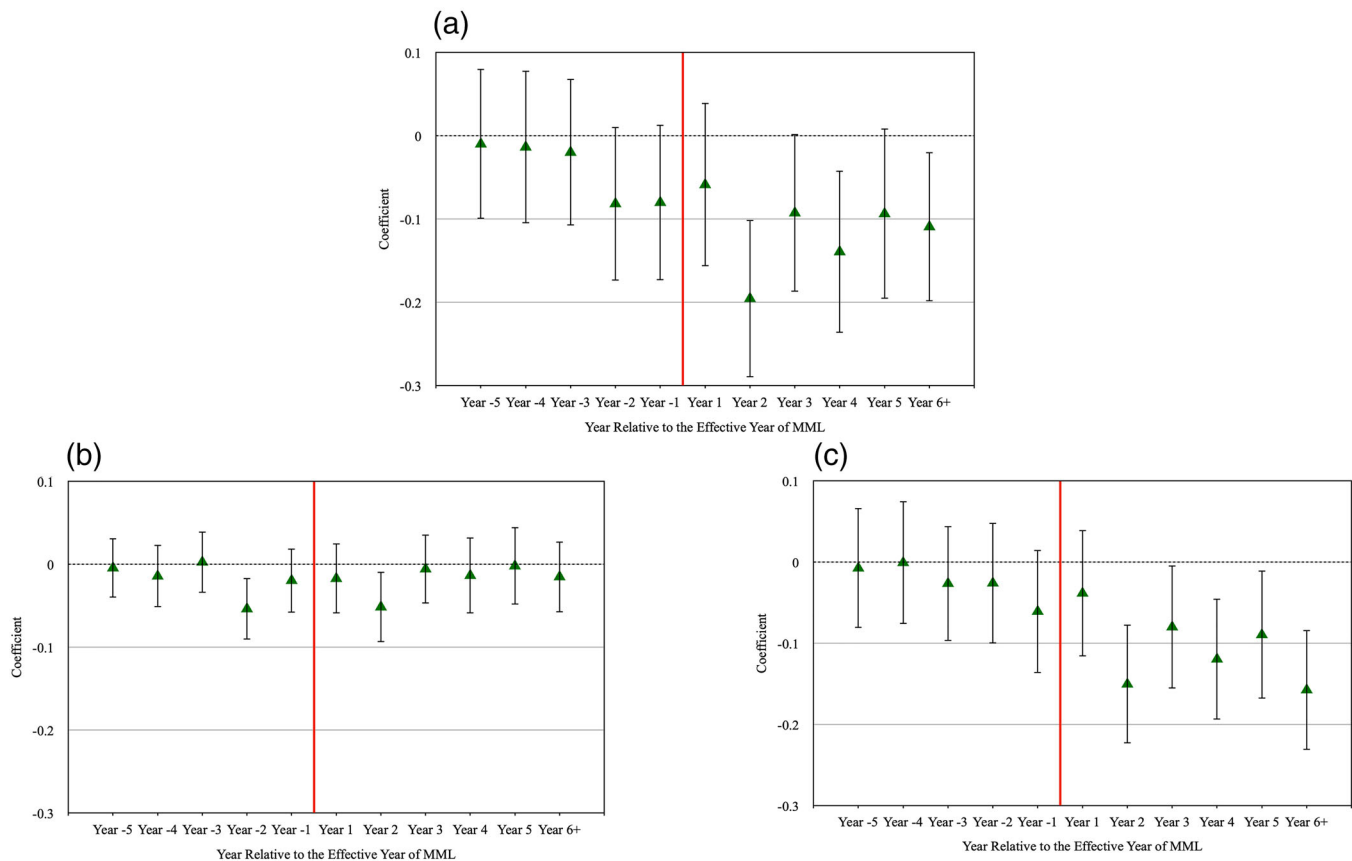 (a)
0.1
0
-0.1
-0.2
-0.3
Coefficient
Year -5 Year -4 Year -3 Year -2 Year -1 Year 1 Year 2 Year 3 Year 4 Year 5 Year 6+
Year Relative to the Effective Year of MML
(b)
0.1
0
-0.1
-0.2
-0.3
Coefficient
Year -5 Year -4 Year -3 Year -2 Year -1 Year 1 Year 2 Year 3 Year 4 Year 5 Year 6+
Year Relative to the Effective Year of MML
(c)
0.1
0
-0.1
-0.2
-0.3
Coefficient
Year -5 Year -4 Year -3 Year -2 Year -1 Year 1 Year 2 Year 3 Year 4 Year 5 Year 6+
Year Relative to the Effective Year of MML